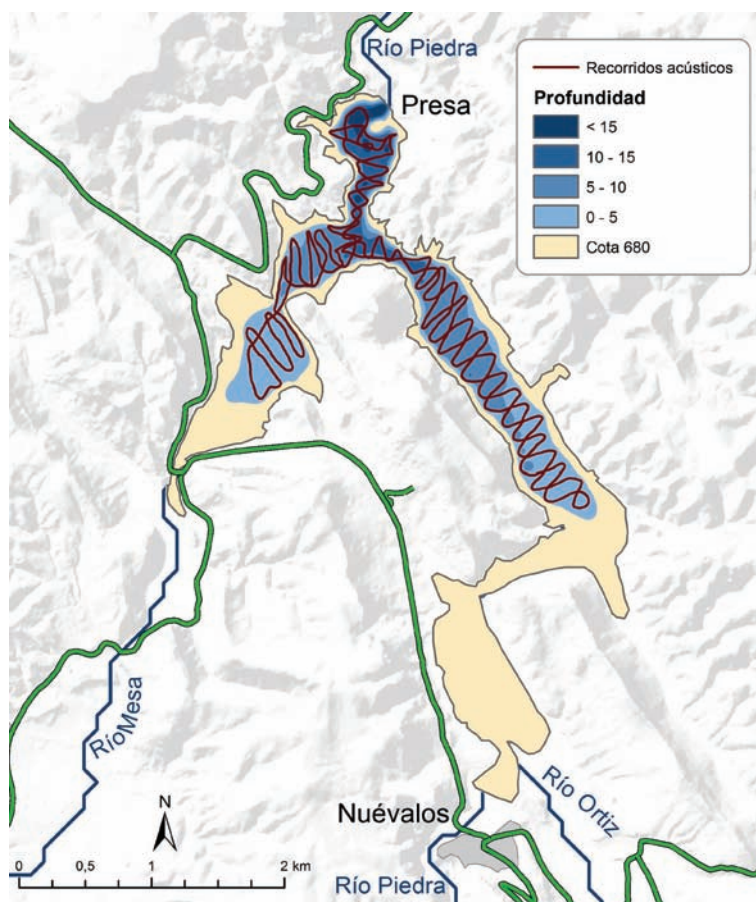 Río Piedra
Presa
Recorridos acústicos
Profundidad
< 15
10 - 15
5 - 10
0 - 5
Cota 680
RíoMesa
Río Ortiz
Nuévalos
Río Piedra
N
0 0,5 1 2 km